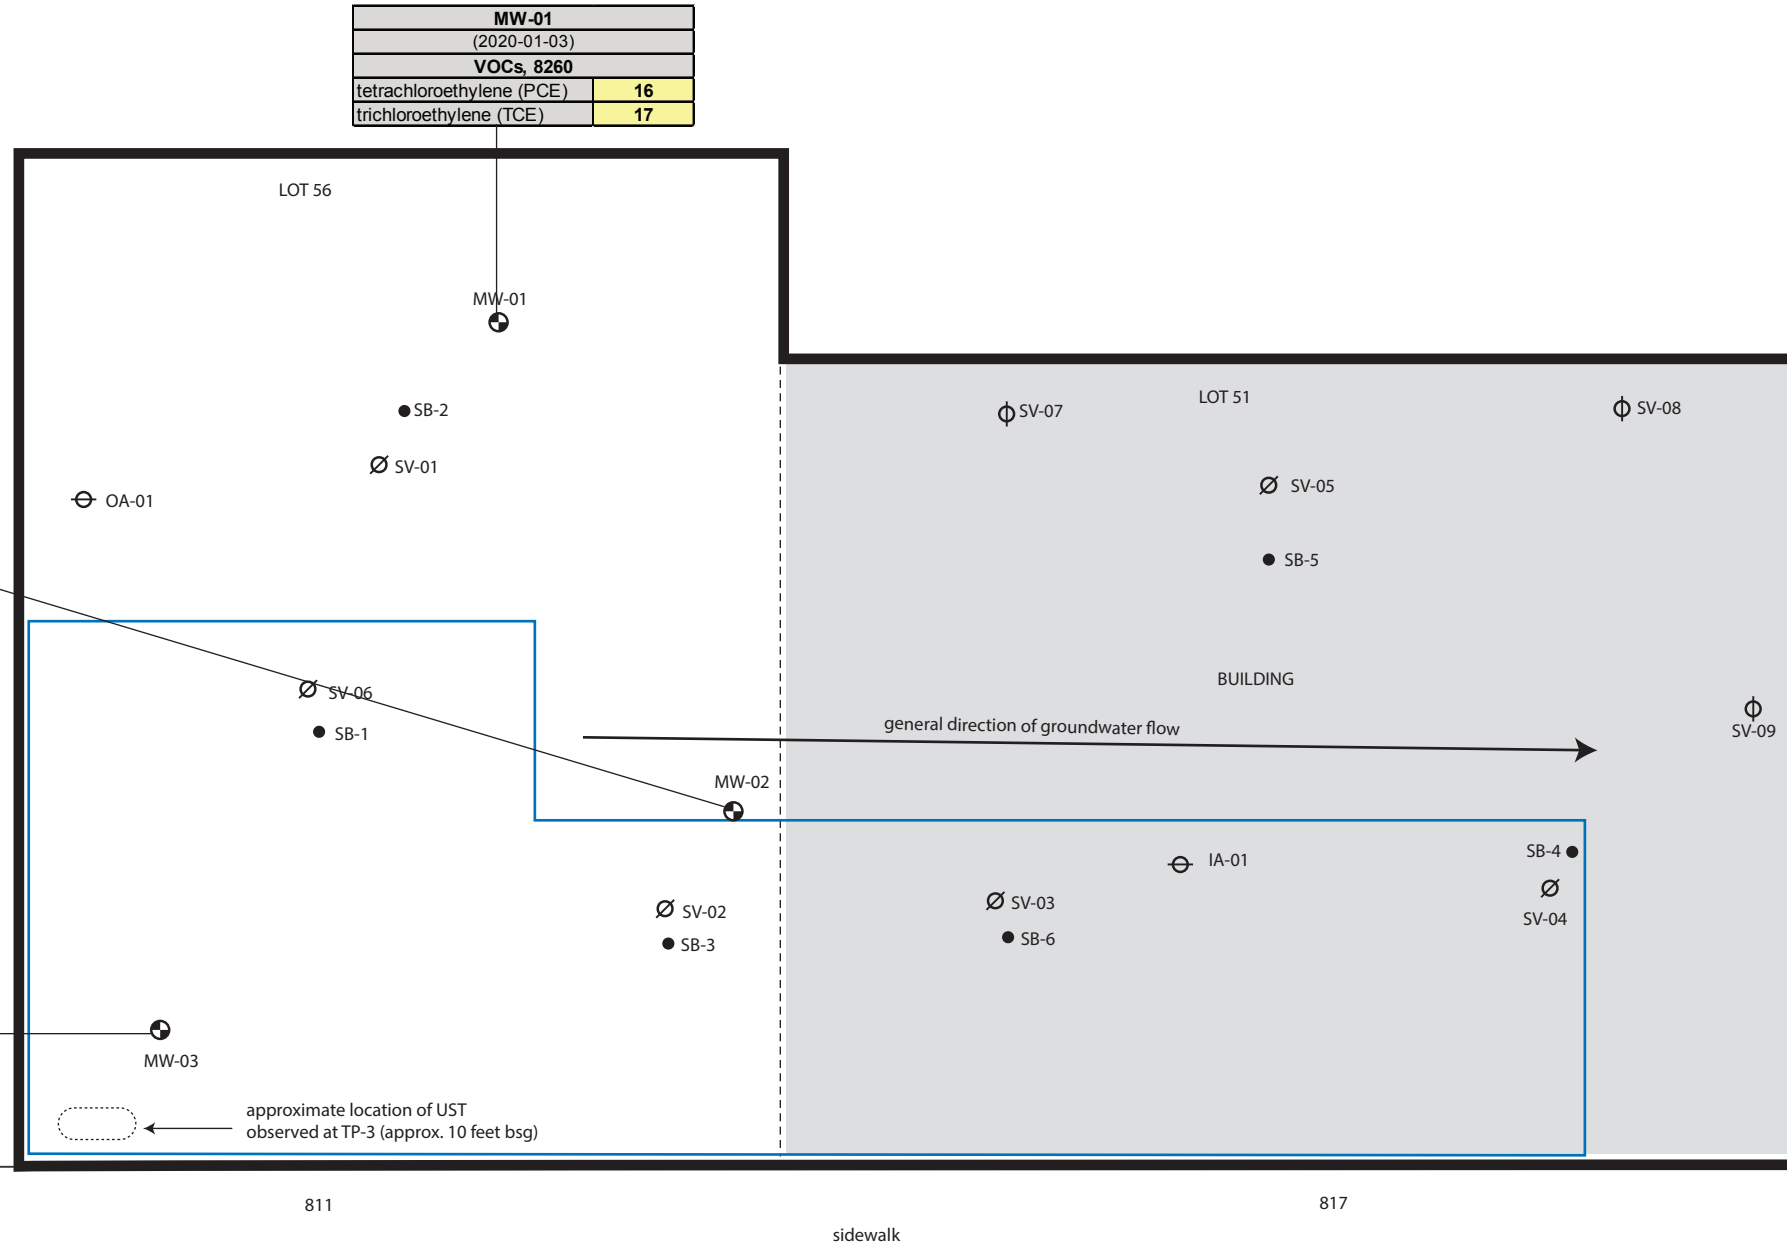 MW-01
(2020-01-03)
VOCs, 8260
tetrachloroethylene (PCE) 16
trichloroethylene (TCE) 17
LOT 56
MW-01
SB-2
SV-01
OA-01
LOT 51
SV-07
SV-08
SV-05
SB-5
BUILDING
SV-06
SB-1
general direction of groundwater flow
SV-09
MW-02
IA-01
SB-4
SV-02
SB-3
SV-03
SB-6
SV-04
MW-03
approximate location of UST
observed at TP-3 (approx. 10 feet bsg)
811
817
sidewalk